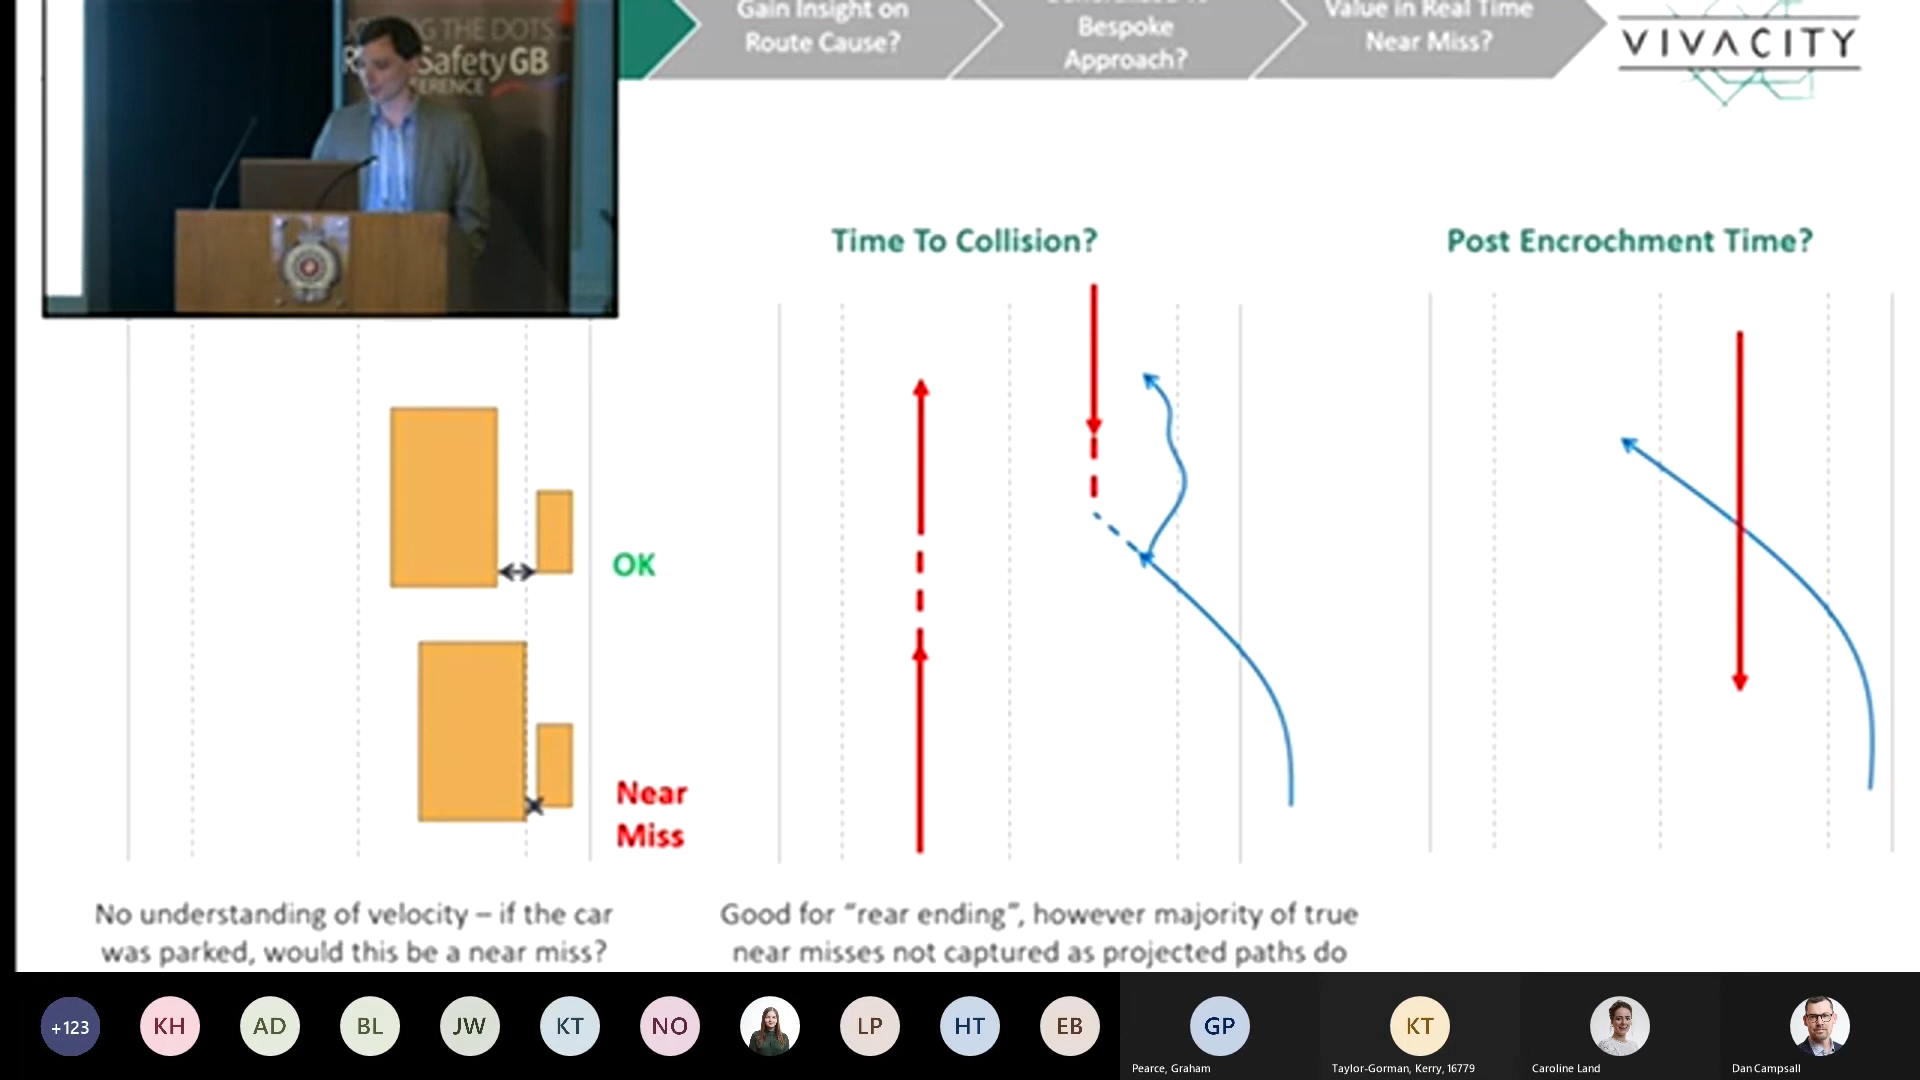 THE DOTS...
Safety GB
ERENCE
Gain Insight on
Route Cause?
Bespoke
Approach?
Value in Real Time
Near Miss?
VIVACITY
Time To Collision?
Post Encrochment Time?
OK
Near
Miss
No understanding of velocity – if the car
was parked, would this be a near miss?
Good for “rear ending”, however majority of true
near misses not captured as projected paths do
+123
KH
AD
BL
JW
KT
NO
LP
HT
EB
GP
KT
Pearce, Graham
Taylor-Gorman, Kerry, 16779
Caroline Land
Dan Campsall